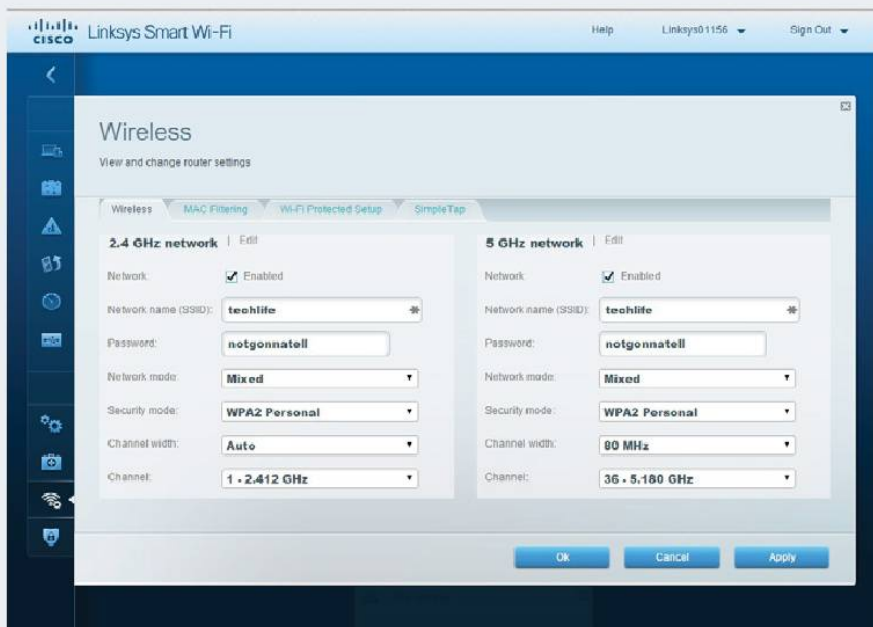 CISCO Linksys Smart Wi-Fi
Help Linksys01156 Sign Out
Wireless
View and change router settings
Wireless MAC Filtering Wi-Fi Protected Setup SimpleTap
2.4 GHz network | Edit
Network: Enabled
Network name (SSID): techlife
Password: notgonnatell
Network mode: Mixed
Security mode: WPA2 Personal
Channel width: Auto
Channel: 1 - 2.412 GHz
5 GHz network | Edit
Network: Enabled
Network name (SSID): techlife
Password: notgonnatell
Network mode: Mixed
Security mode: WPA2 Personal
Channel width: 80 MHz
Channel: 36 - 5.180 GHz
Ok Cancel Apply